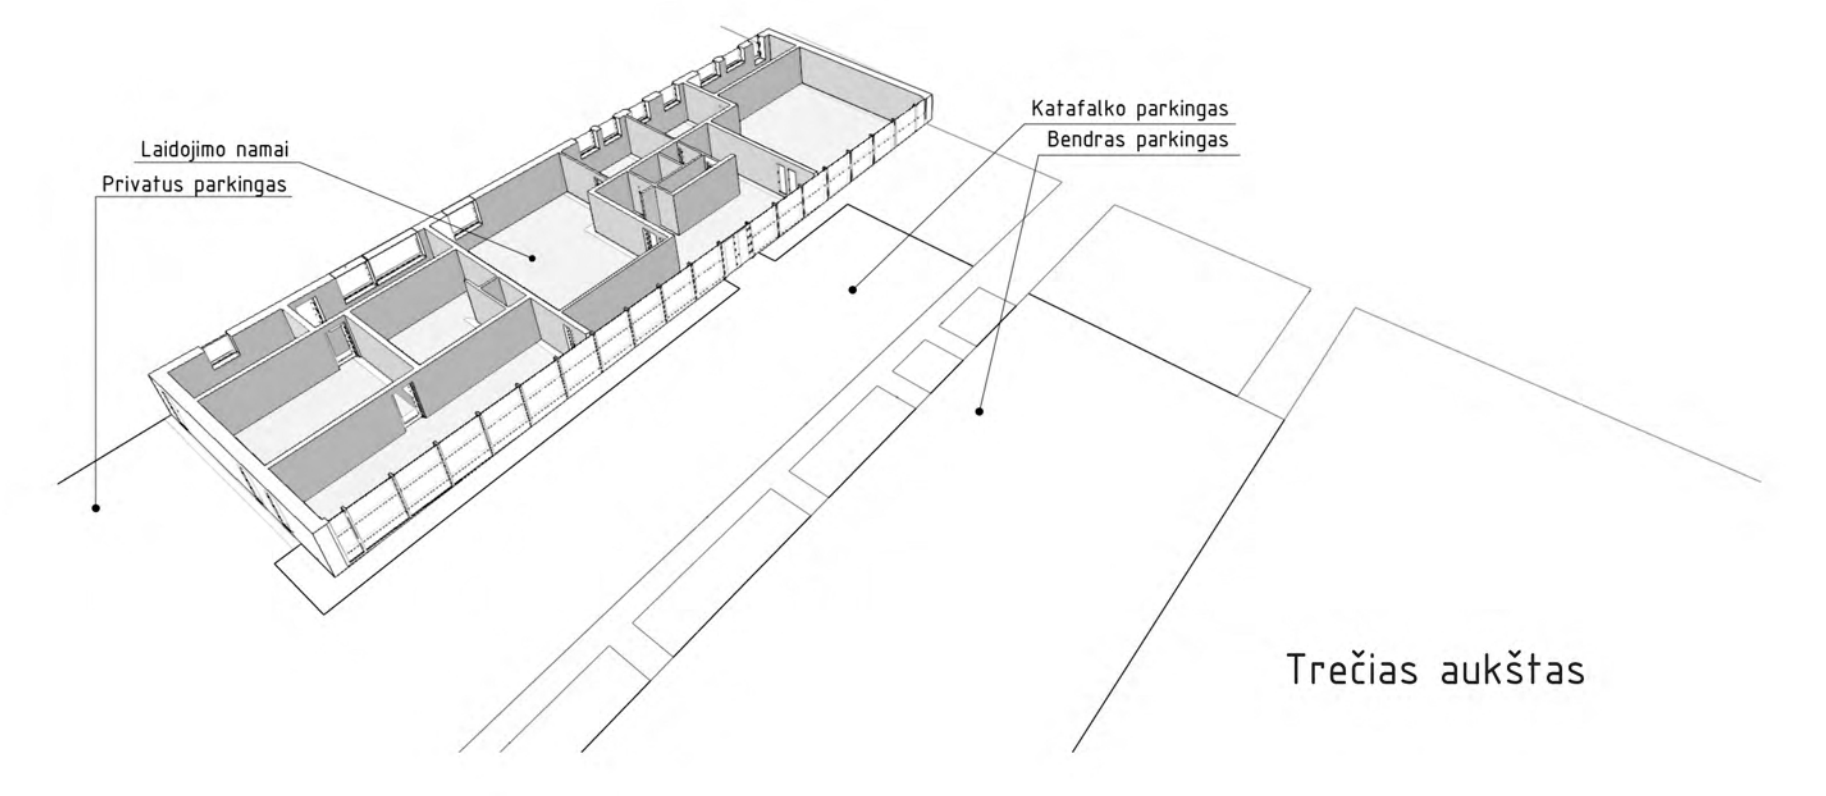 Katafalko parkingas
Bendras parkingas
Laidojimo namai
Privatus parkingas
Trečias aukštas